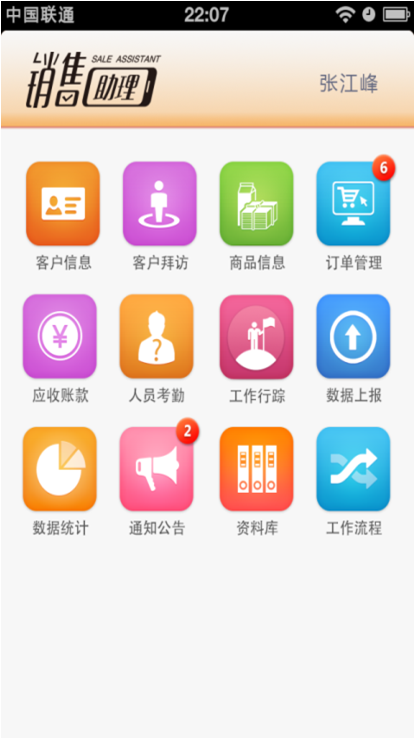 中国联通 22:07
SALE ASSISTANT
销售助理
张江峰
6
客户信息 客户拜访 商品信息 订单管理
¥ ?
应收账款 人员考勤 工作行踪 数据上报
2
数据统计 通知公告 资料库 工作流程